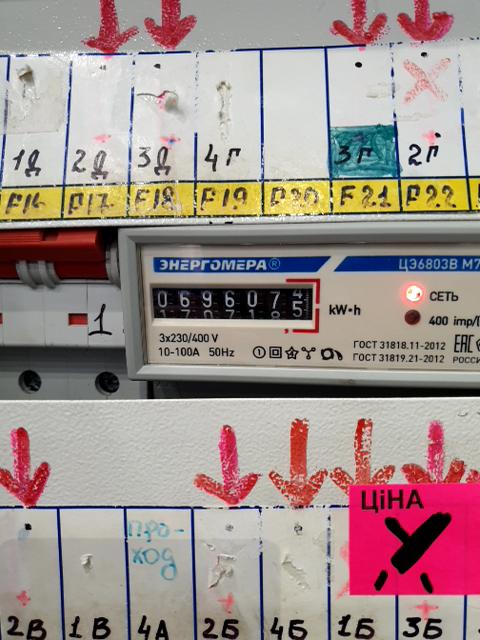 1Д 2Д 3Д 4Г 3Г 2Г
F16 F17 F18 F19 F20 F21 F22
ЭНЕРГОМЕРА® ЦЭ6803В М7
0696075
kW•h
СЕТЬ
400 imp/
3x230/400 V
10-100A 50Hz
ГОСТ 31818.11-2012
ГОСТ 31819.21-2012
ЕАС
РОССИ
1
ЦіНА
ПРО-
ХОД
2В 1В 4А 2Б 4Б 1Б 3Б